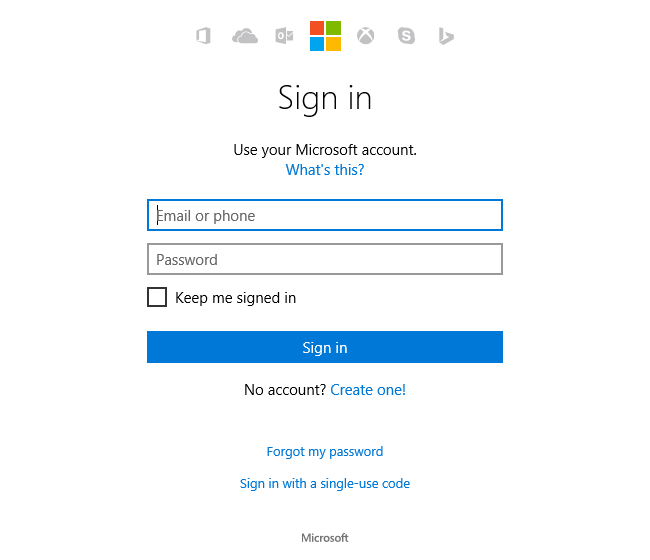 Sign in
Use your Microsoft account.
What's this?
Email or phone
Password
Keep me signed in
Sign in
No account? Create one!
Forgot my password
Sign in with a single-use code
Microsoft